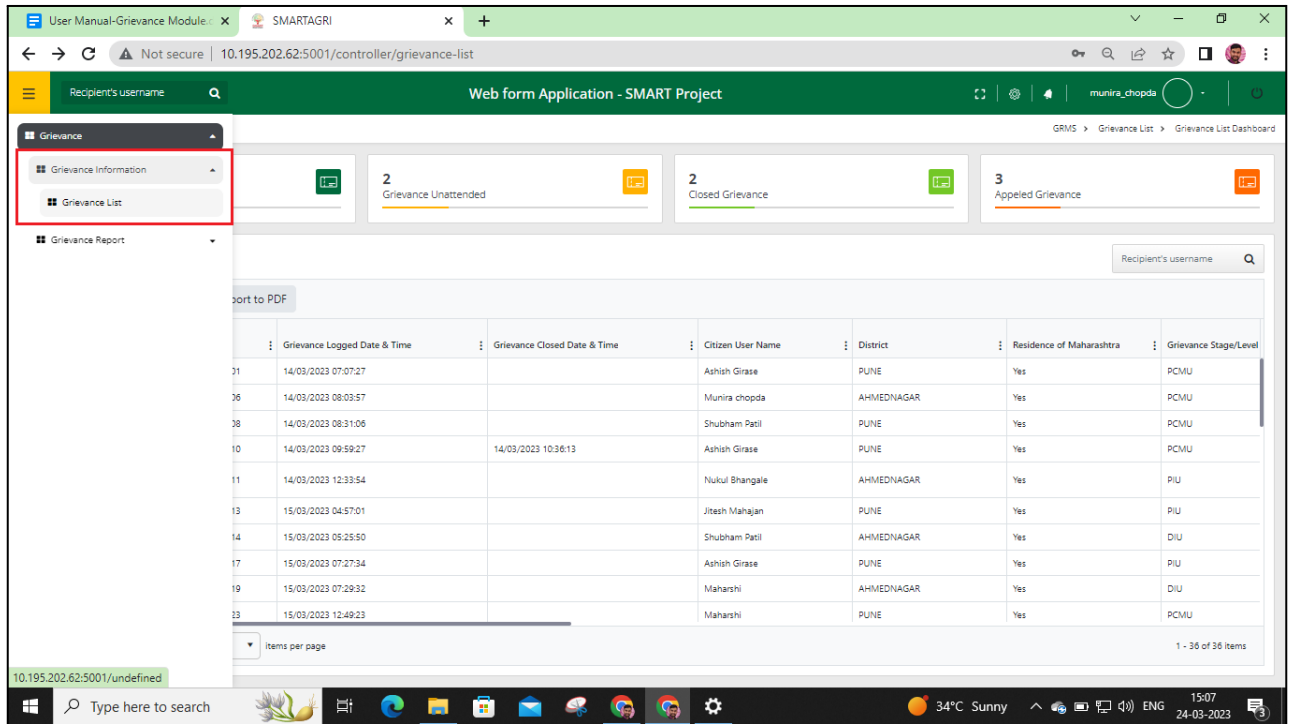 User Manual-Grievance Module.d
SMARTAGRI
Not secure | 10.195.202.62:5001/controller/grievance-list
Recipient's username
Web form Application - SMART Project
munira_chopda
Grievance
GRMS > Grievance List > Grievance List Dashboard
Grievance Information
Grievance List
Grievance Report
2
Grievance Unattended
2
Closed Grievance
3
Appeled Grievance
Recipient's username
port to PDF
Grievance Logged Date & Time Grievance Closed Date & Time Citizen User Name District Residence of Maharashtra Grievance Stage/Level
01 14/03/2023 07:07:27 Ashish Girase PUNE Yes PCMU
06 14/03/2023 08:03:57 Munira chopda AHMEDNAGAR Yes PCMU
08 14/03/2023 08:31:06 Shubham Patil PUNE Yes PCMU
10 14/03/2023 09:59:27 14/03/2023 10:36:13 Ashish Girase PUNE Yes PCMU
11 14/03/2023 12:33:54 Nukul Bhangale AHMEDNAGAR Yes PIU
13 15/03/2023 04:57:01 Jitesh Mahajan PUNE Yes PIU
14 15/03/2023 05:25:50 Shubham Patil AHMEDNAGAR Yes DIU
17 15/03/2023 07:27:34 Ashish Girase PUNE Yes PIU
19 15/03/2023 07:29:32 Maharshi AHMEDNAGAR Yes DIU
23 15/03/2023 12:49:23 Maharshi PUNE Yes PCMU
items per page
1 - 36 of 36 items
10.195.202.62:5001/undefined
Type here to search
34°C Sunny
ENG
15:07
24-03-2023
3